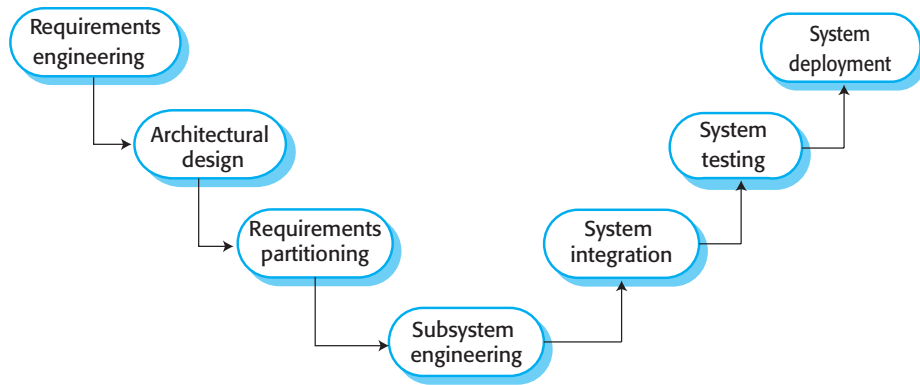 Requirements
engineering
Architectural
design
Requirements
partitioning
Subsystem
engineering
System
integration
System
testing
System
deployment